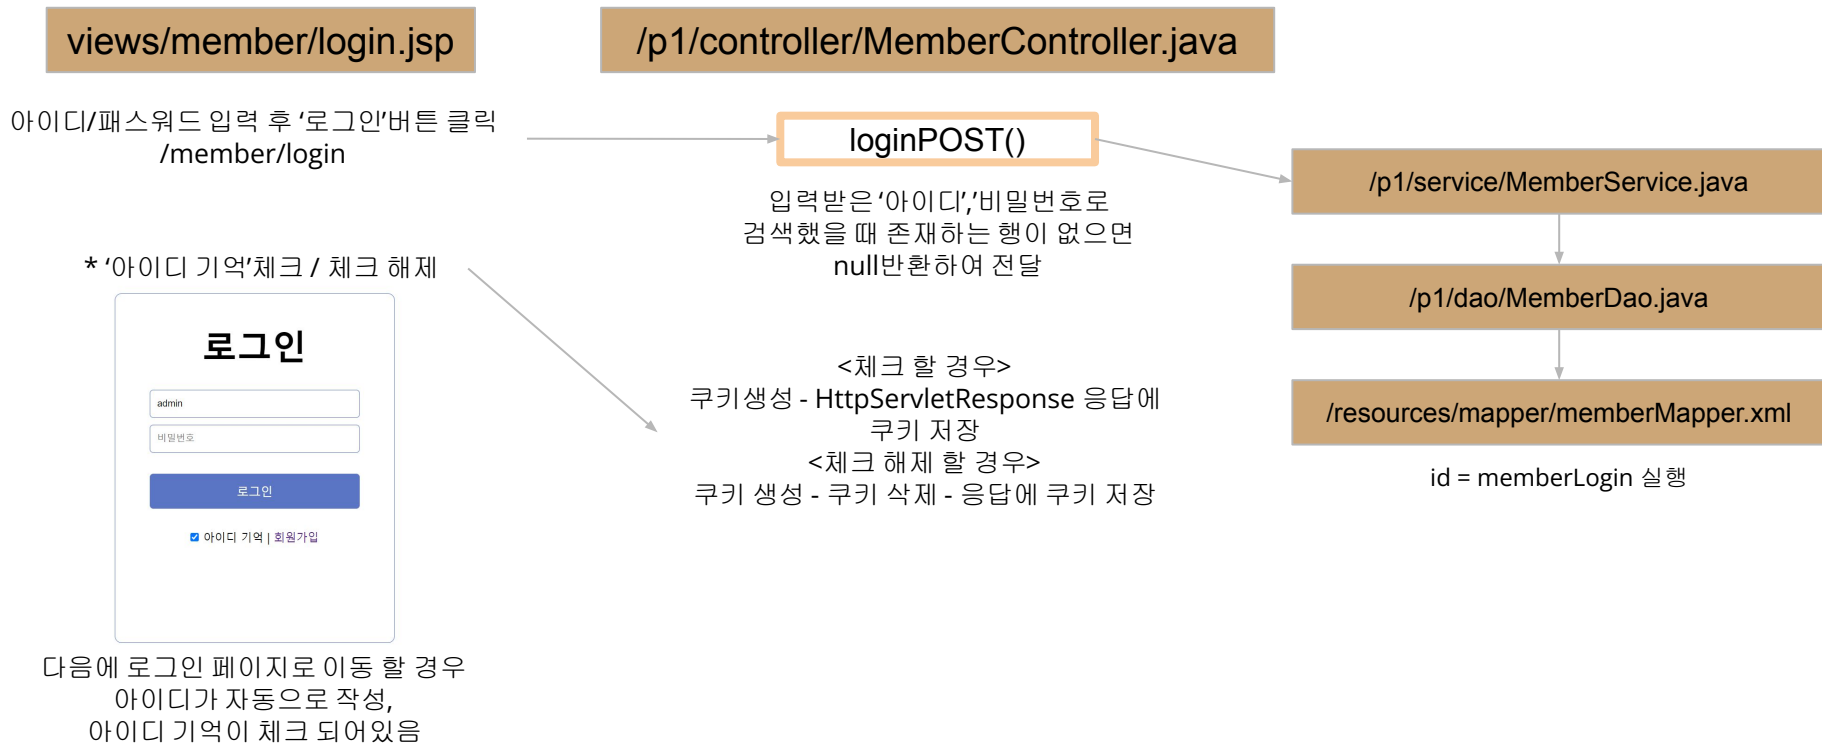 views/member/login.jsp
/p1/controller/MemberController.java
아이디/패스워드 입력 후 ‘로그인’버튼 클릭
/member/login
loginPOST()
입력받은 ‘아이디’,’비밀번호로
검색했을 때 존재하는 행이 없으면
null반환하여 전달
/p1/service/MemberService.java
/p1/dao/MemberDao.java
/resources/mapper/memberMapper.xml
id = memberLogin 실행
* ‘아이디 기억’체크 / 체크 해제
로그인
admin
비밀번호
로그인
아이디 기억 | 회원가입
<체크 할 경우>
쿠키생성 - HttpServletResponse 응답에
쿠키 저장
<체크 해제 할 경우>
쿠키 생성 - 쿠키 삭제 - 응답에 쿠키 저장
다음에 로그인 페이지로 이동 할 경우
아이디가 자동으로 작성,
아이디 기억이 체크 되어있음